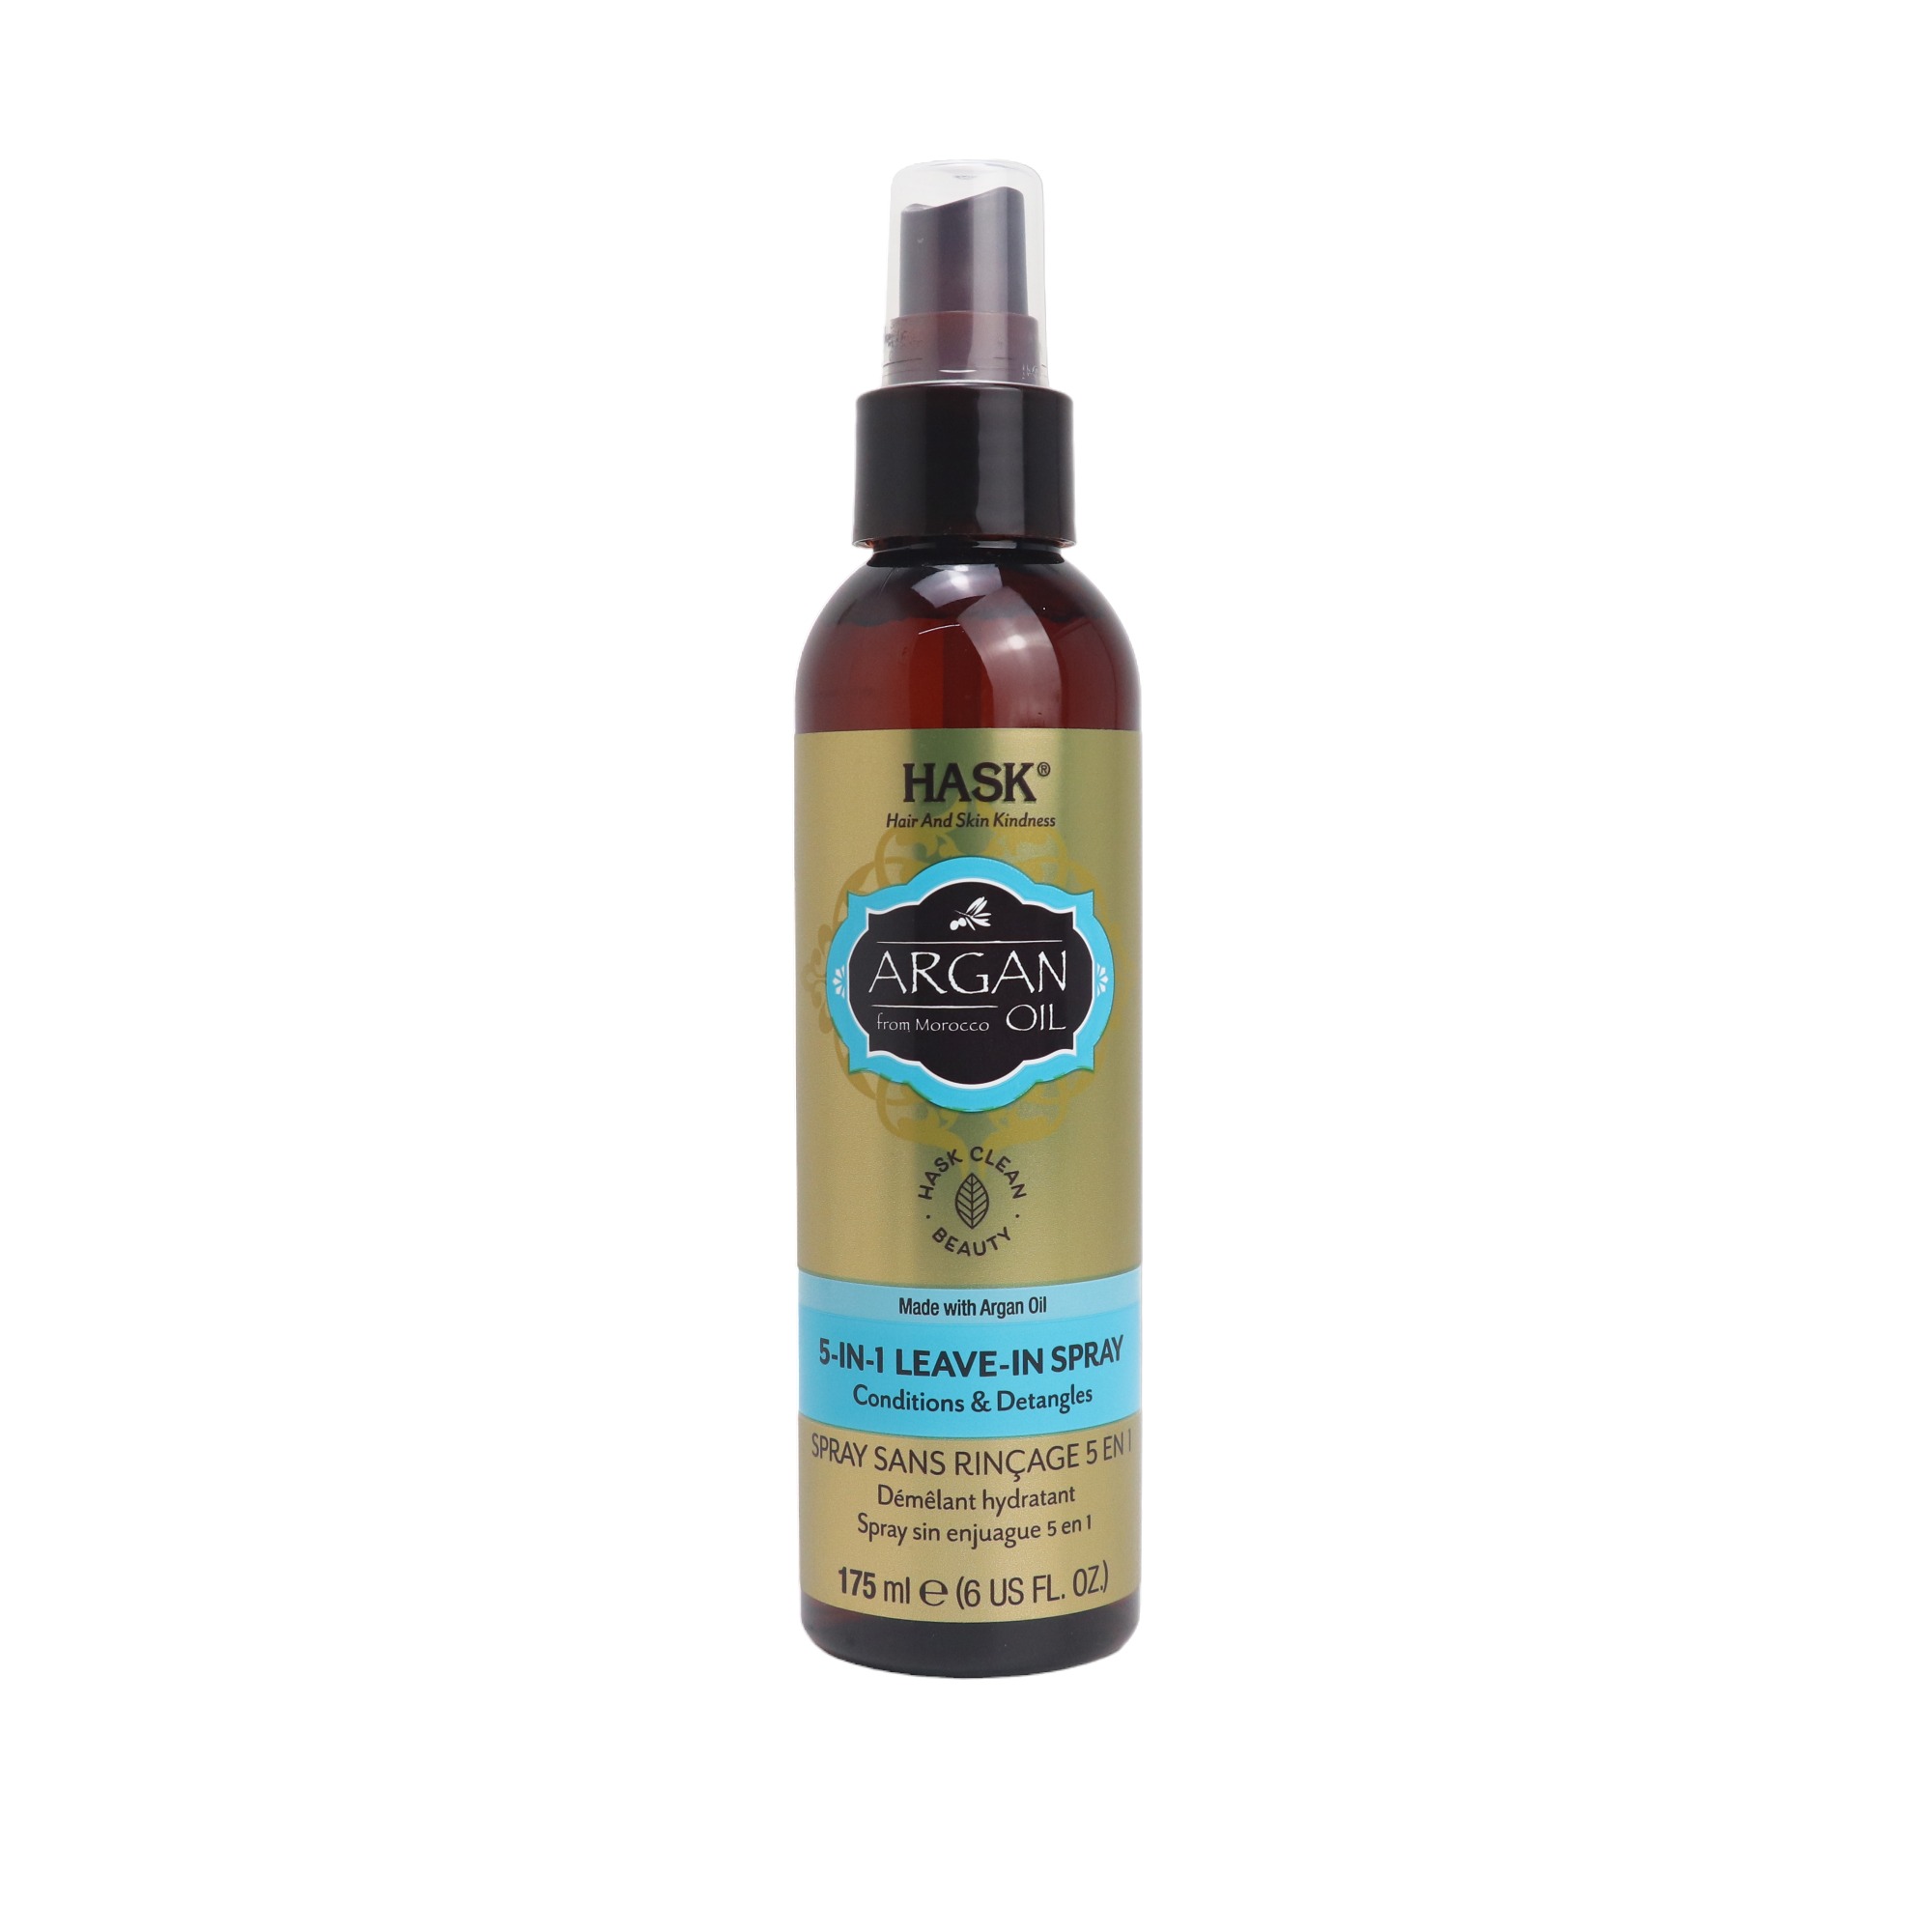 HASK®
Hair And Skin Kindness
ARGAN
from Morocco OIL
HASK CLEAN
BEAUTY
Made with Argan Oil
5-IN-1 LEAVE-IN SPRAY
Conditions & Detangles
SPRAY SANS RINÇAGE 5 EN 1
Démêlant hydratant
Spray sin enjuague 5 en 1
175 ml ℮ (6 US FL. OZ.)